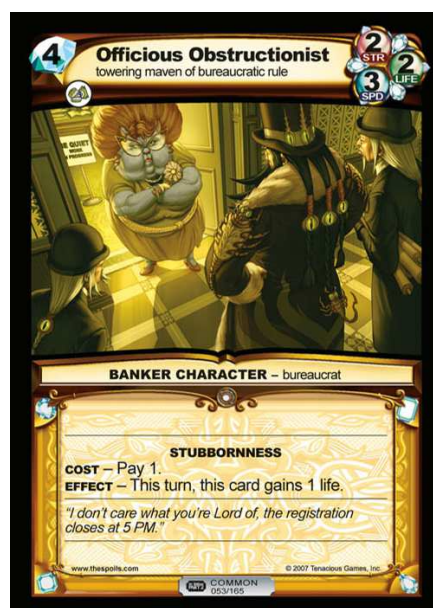 4
Officious Obstructionist
towering maven of bureaucratic rule
2
STR
2
LIFE
3
SPD
E QUIET
WORK
PROGRESS
BANKER CHARACTER – bureaucrat
STUBBORNNESS
COST – Pay 1.
EFFECT – This turn, this card gains 1 life.
"I don't care what you're Lord of, the registration
closes at 5 PM."
www.thespoils.com
© 2007 Tenacious Games, Inc.
COMMON
053/165